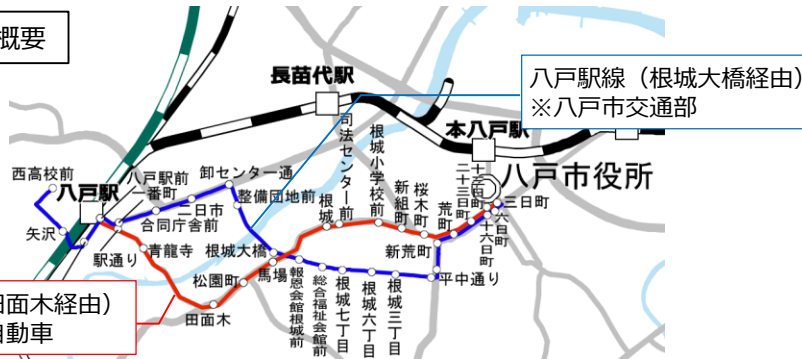 概要
長苗代駅
八戸駅線（根城大橋経由）
※八戸市交通部
本八戸駅
八戸市役所
西高校前
八戸駅
矢沢
八戸駅前
一番町
駅通り
合同庁舎前
二日市
卸センター通
整備団地前
青龍寺
松園町
田面木
根城大橋
馬場
根城
司法センター前
根城小学校前
新組町
桜木町
荒町
二十三日町
三日町
六日町
十六日町
新荒町
平中通り
報恩会館根城前
総合福祉会館前
根城七丁目
根城六丁目
根城三丁目
田面木経由）
自動車